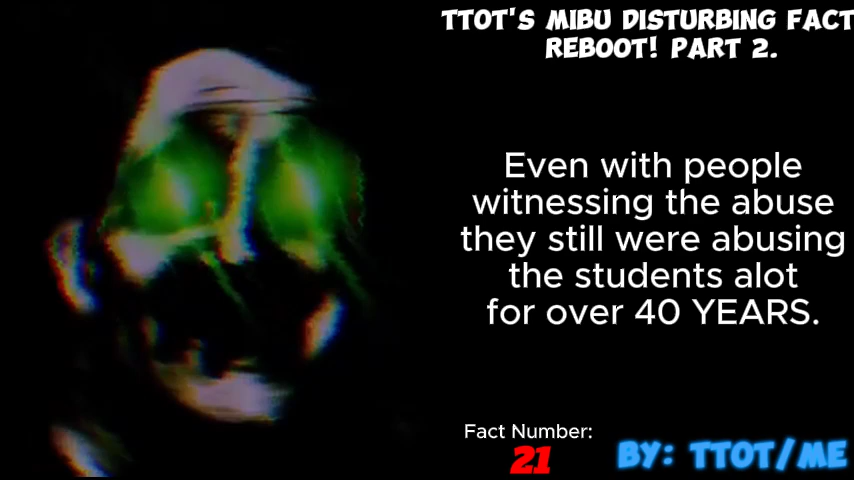 TTOT'S MIBU DISTURBING FACT
REBOOT! PART 2.
Even with people
witnessing the abuse
they still were abusing
the students alot
for over 40 YEARS.
Fact Number:
21
BY: TTOT/ME